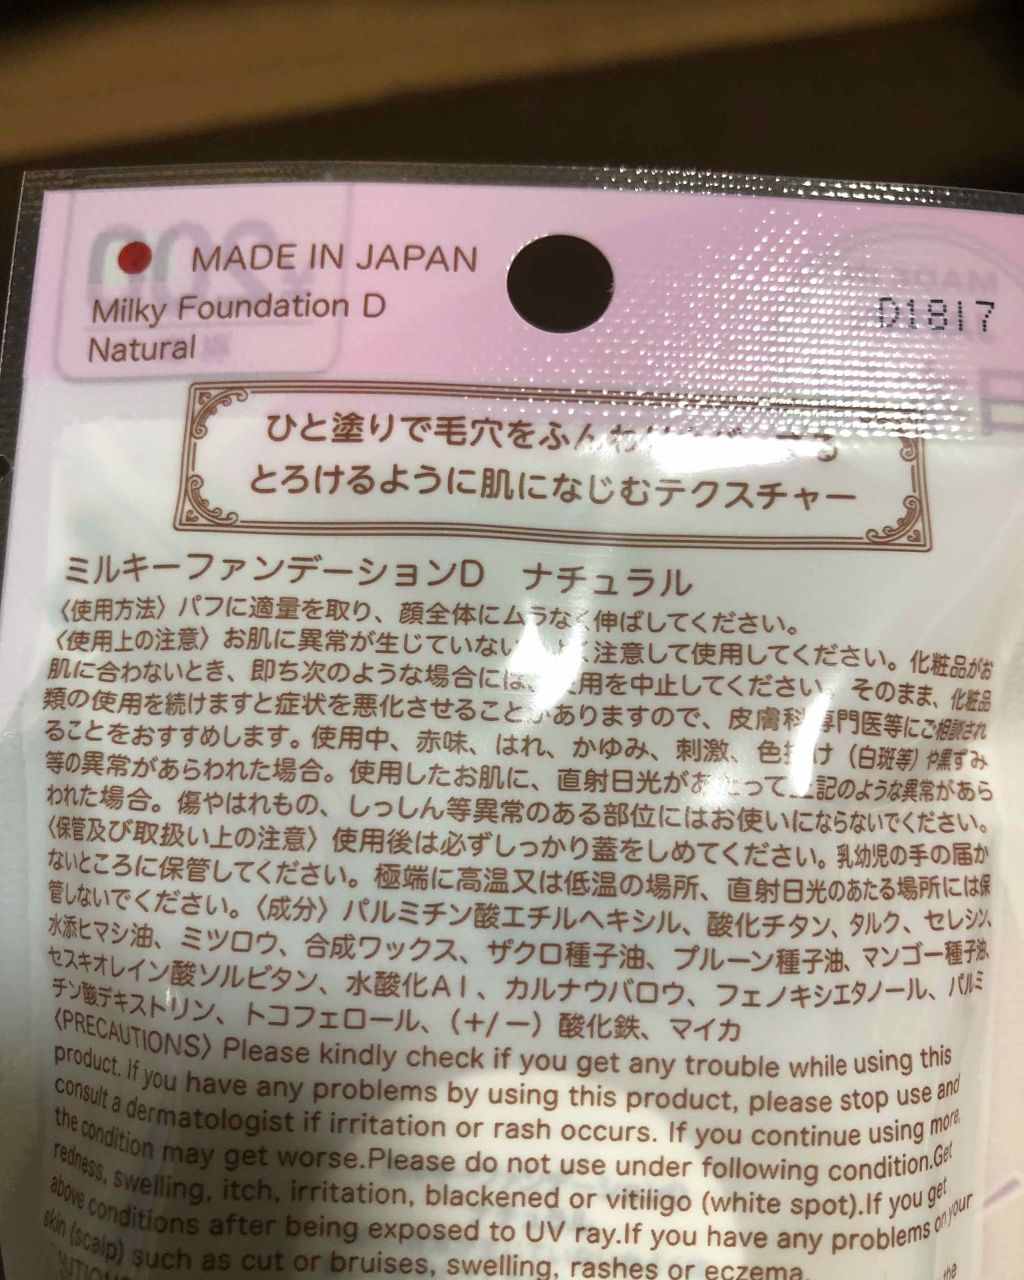 MADE IN JAPAN
Milky Foundation D
Natural
D1817
ひと塗りで毛穴をふんわり
とろけるように肌になじむテクスチャー
ミルキーファンデーションD ナチュラル
〈使用方法〉パフに適量を取り、顔全体にムラなく伸ばしてください。
〈使用上の注意〉お肌に異常が生じていない 注意して使用してください。化粧品がお
肌に合わないとき、即ち次のような場合には、使用を中止してください。そのまま、化粧品
類の使用を続けますと症状を悪化させることがありますので、皮膚科専門医等にご相談され
ることをおすすめします。使用中、赤味、はれ、かゆみ、刺激、色抜け（白斑等）や黒ずみ
等の異常があらわれた場合。使用したお肌に、直射日光があたって上記のような異常があら
われた場合。傷やはれもの、しっしん等異常のある部位にはお使いにならないでください。
〈保管及び取扱い上の注意〉使用後は必ずしっかり蓋をしめてください。乳幼児の手の届か
ないところに保管してください。極端に高温又は低温の場所、直射日光のあたる場所には保
管しないでください。〈成分〉パルミチン酸エチルヘキシル、酸化チタン、タルク、セレシン、
水添ヒマシ油、ミツロウ、合成ワックス、ザクロ種子油、プルーン種子油、マンゴー種子油、
セスキオレイン酸ソルビタン、水酸化AI、カルナウバロウ、フェノキシエタノール、パルミ
チン酸デキストリン、トコフェロール、（+/－）酸化鉄、マイカ
〈PRECAUTIONS〉Please kindly check if you get any trouble while using this
product. If you have any problems by using this product, please stop use and
consult a dermatologist if irritation or rash occurs. If you continue using more,
the condition may get worse.Please do not use under following condition.Get
redness, swelling, itch, irritation, blackened or vitiligo (white spot).If you get
above conditions after being exposed to UV ray.If you have any problems on your
skin (scalp) such as cut or bruises, swelling, rashes or eczema.
the